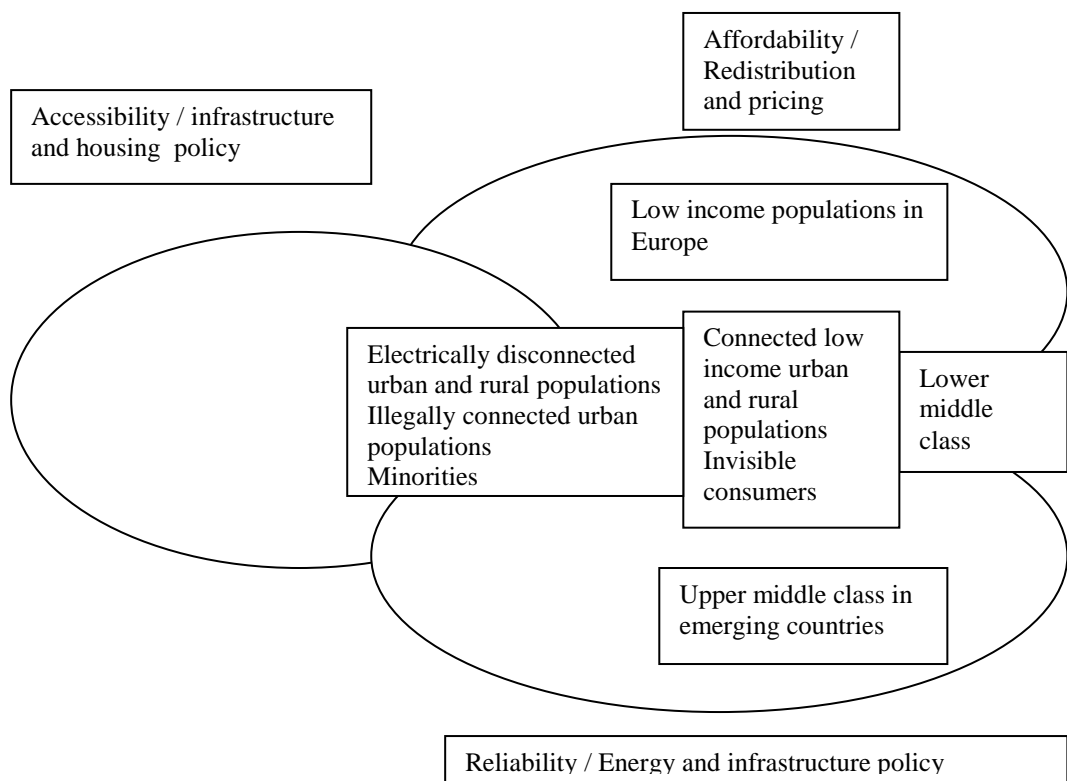 Affordability /
Redistribution
and pricing
Accessibility / infrastructure
and housing policy
Low income populations in
Europe
Electrically disconnected
urban and rural populations
Illegally connected urban
populations
Minorities
Connected low
income urban
and rural
populations
Invisible
consumers
Lower
middle
class
Upper middle class in
emerging countries
Reliability / Energy and infrastructure policy